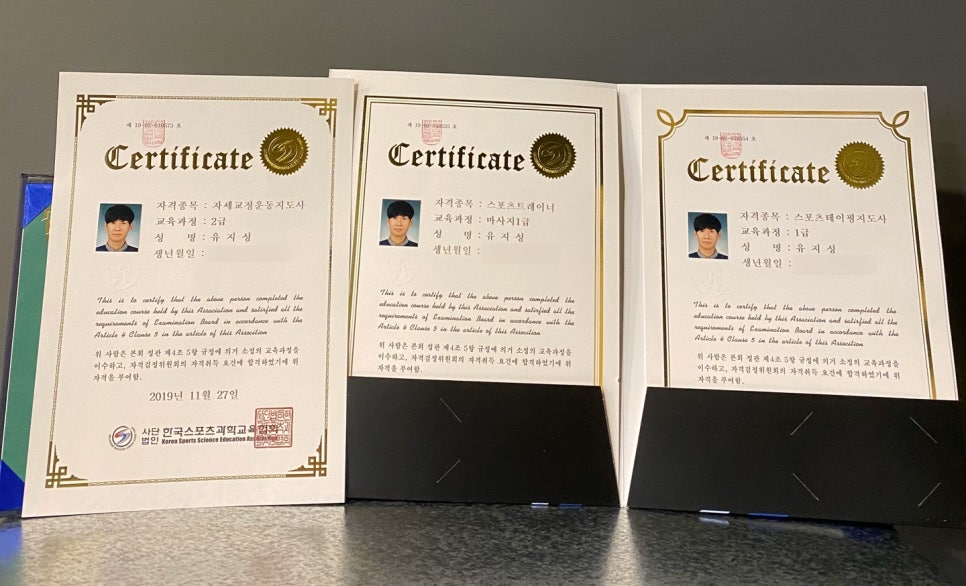 Certificate
자격종목 : 자세교정운동지도사
교육과정 : 2급
성 명 : 유지성
생년월일 :
This is to certify that the above person completed the
education course held by this Association and satisfied all the
requirements of Examination Board in accordance with the
Article 4 Clause 5 in the article of this Assocition
위 사람은 본회 정관 제4조 5항 규정에 의거 소정의 교육과정을
이수하고, 자격검정위원회의 자격취득 요건에 합격하였기에 위
자격을 부여함.
2019년 11월 27일
사단
법인
한국스포츠과학교육협회
Korea Sports Science Education
Certificate
자격종목 : 스포츠트레이너
교육과정 : 마사지1급
성 명 : 유지성
생년월일 :
This is to certify that the above person completed the
education course held by this Association and satisfied all the
requirements of Examination Board in accordance with the
Article 4 Clause 5 in the article of this Assocition
위 사람은 본회 정관 제4조 5항 규정에 의거 소정의 교육과정을
이수하고, 자격검정위원회의 자격취득 요건에 합격하였기에 위
자격을 부여함.
Certificate
자격종목 : 스포츠테이핑지도사
교육과정 : 1급
성 명 : 유지성
생년월일 :
This is to certify that the above person completed the
education course held by this Association and satisfied all the
requirements of Examination Board in accordance with the
Article 4 Clause 5 in the article of this Assocition
위 사람은 본회 정관 제4조 5항 규정에 의거 소정의 교육과정을
이수하고, 자격검정위원회의 자격취득 요건에 합격하였기에 위
자격을 부여함.